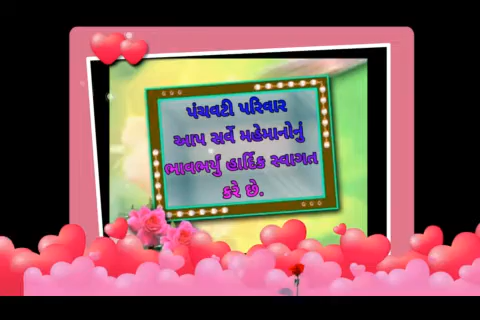 પંચવટી પરિવાર
આપ સર્વે મહેમાનોનું
ભાવભર્યુ હાર્દિક સ્વાગત
કરે છે.